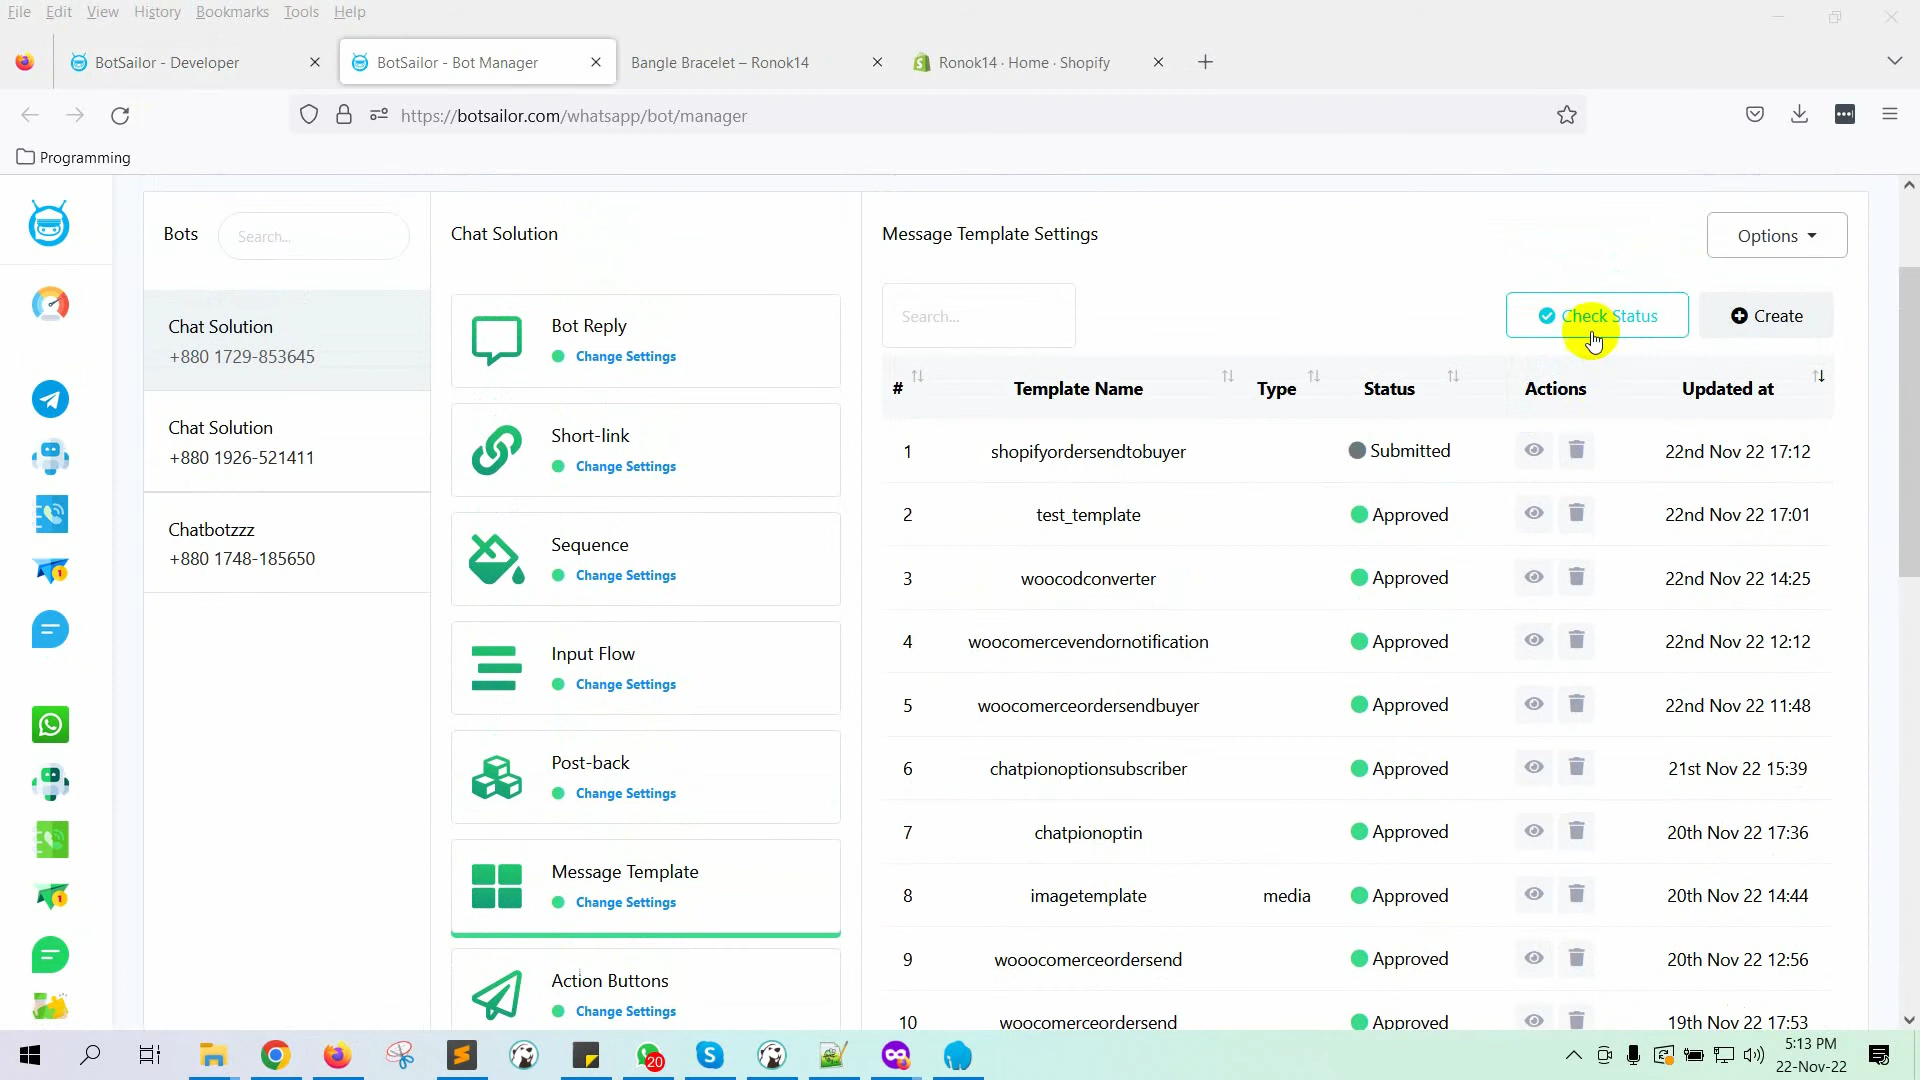 File Edit View History Bookmarks Tools Help
BotSailor - Developer
BotSailor - Bot Manager
Bangle Bracelet – Ronok14
Ronok14 · Home · Shopify
https://botsailor.com/whatsapp/bot/manager
Programming
Bots
Search...
Chat Solution
+880 1729-853645
Chat Solution
+880 1926-521411
Chatbotzzz
+880 1748-185650
Chat Solution
Bot Reply
Change Settings
Short-link
Change Settings
Sequence
Change Settings
Input Flow
Change Settings
Post-back
Change Settings
Message Template
Change Settings
Action Buttons
Change Settings
Message Template Settings
Options
Search...
Check Status
Create
# Template Name Type Status Actions Updated at
1 shopifyordersendtobuyer Submitted 22nd Nov 22 17:12
2 test_template Approved 22nd Nov 22 17:01
3 woocodconverter Approved 22nd Nov 22 14:25
4 woocomercevendornotification Approved 22nd Nov 22 12:12
5 woocomerceordersendbuyer Approved 22nd Nov 22 11:48
6 chatpionoptionsubscriber Approved 21st Nov 22 15:39
7 chatpionoptin Approved 20th Nov 22 17:36
8 imagetemplate media Approved 20th Nov 22 14:44
9 wooocomerceordersend Approved 20th Nov 22 12:56
10 woocomerceordersend Approved 19th Nov 22 17:53
1
1
20
5:13 PM
22-Nov-22